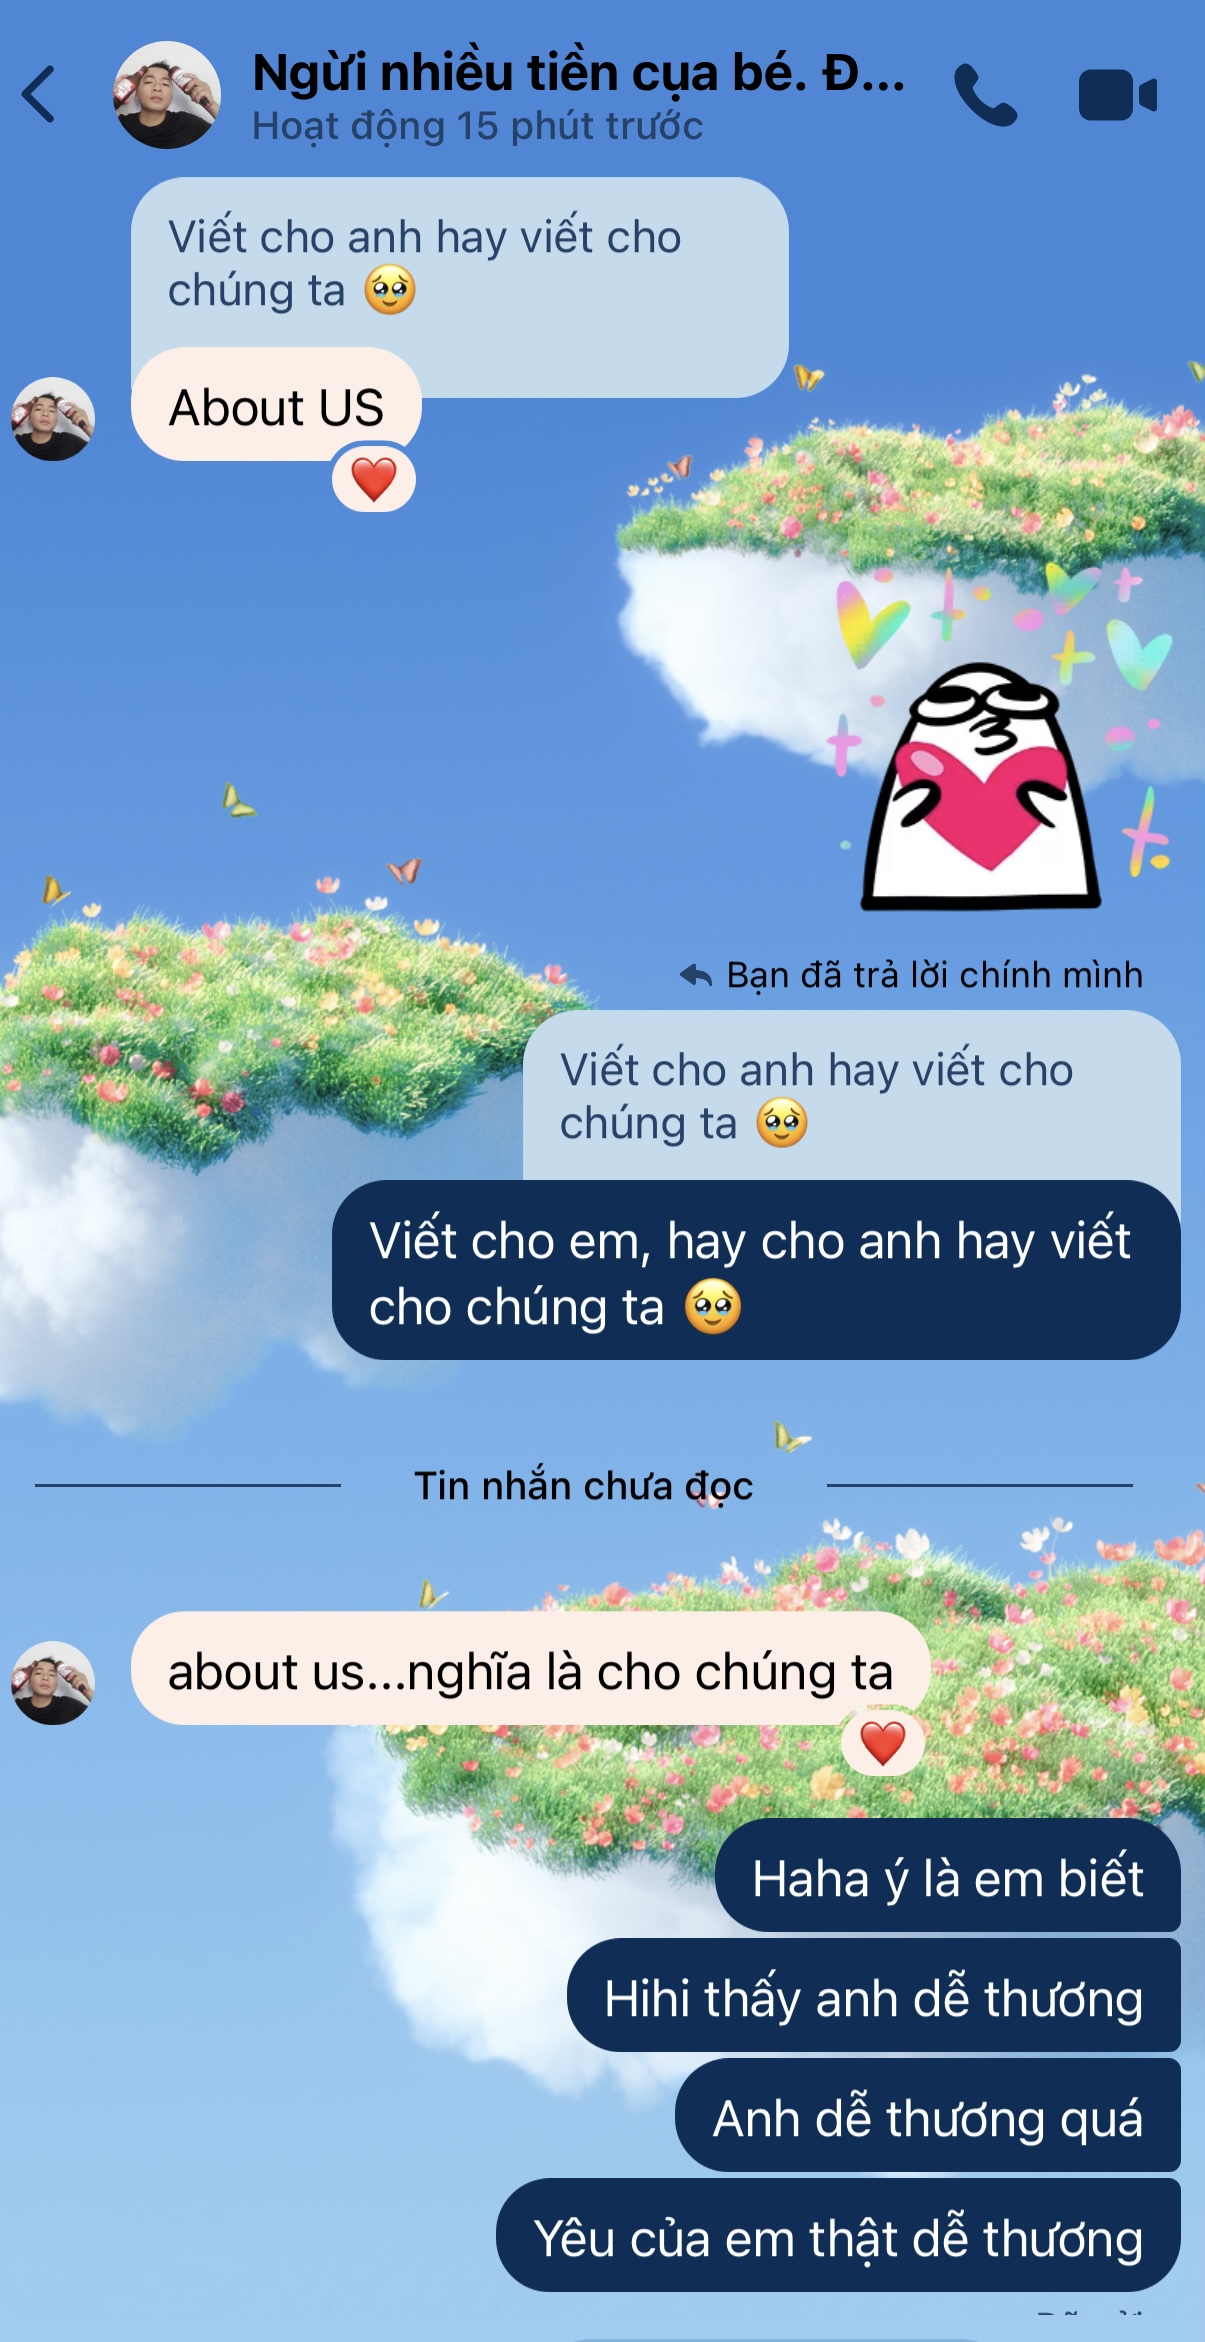 Ngừi nhiều tiền cụa bé. Đ...
Hoạt động 15 phút trước
Viết cho anh hay viết cho
chúng ta 🥹
About US
❤️
Bạn đã trả lời chính mình
Viết cho anh hay viết cho
chúng ta 🥹
Viết cho em, hay cho anh hay viết
cho chúng ta 🥹
Tin nhắn chưa đọc
about us...nghĩa là cho chúng ta
❤️
Haha ý là em biết
Hihi thấy anh dễ thương
Anh dễ thương quá
Yêu của em thật dễ thương